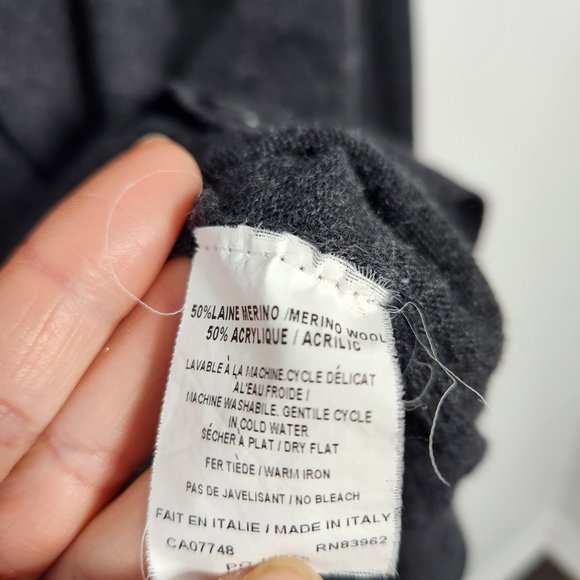 50%LAINE MERINO /MERINO WOOL
50% ACRYLIQUE / ACRILIC
LAVABLE À LA MACHINE.CYCLE DÉLICAT
A L'EAU FROIDE /
MACHINE WASHABILE. GENTILE CYCLE
IN COLD WATER
SÉCHER À PLAT / DRY FLAT
FER TIÈDE / WARM IRON
PAS DE JAVELISANT / NO BLEACH
FAIT EN ITALIE / MADE IN ITALY
CA07748 RN83962